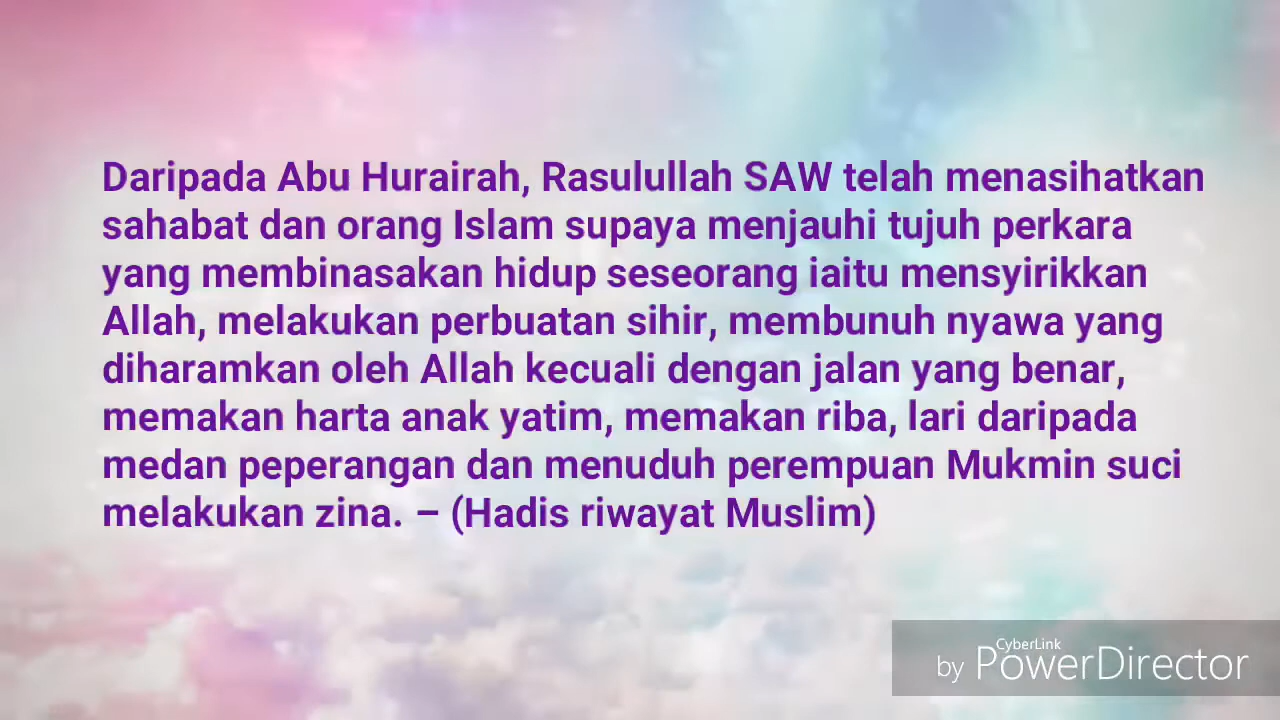 Daripada Abu Hurairah, Rasulullah SAW telah menasihatkan
sahabat dan orang Islam supaya menjauhi tujuh perkara
yang membinasakan hidup seseorang iaitu mensyirikkan
Allah, melakukan perbuatan sihir, membunuh nyawa yang
diharamkan oleh Allah kecuali dengan jalan yang benar,
memakan harta anak yatim, memakan riba, lari daripada
medan peperangan dan menuduh perempuan Mukmin suci
melakukan zina. – (Hadis riwayat Muslim)
CyberLink
by PowerDirector